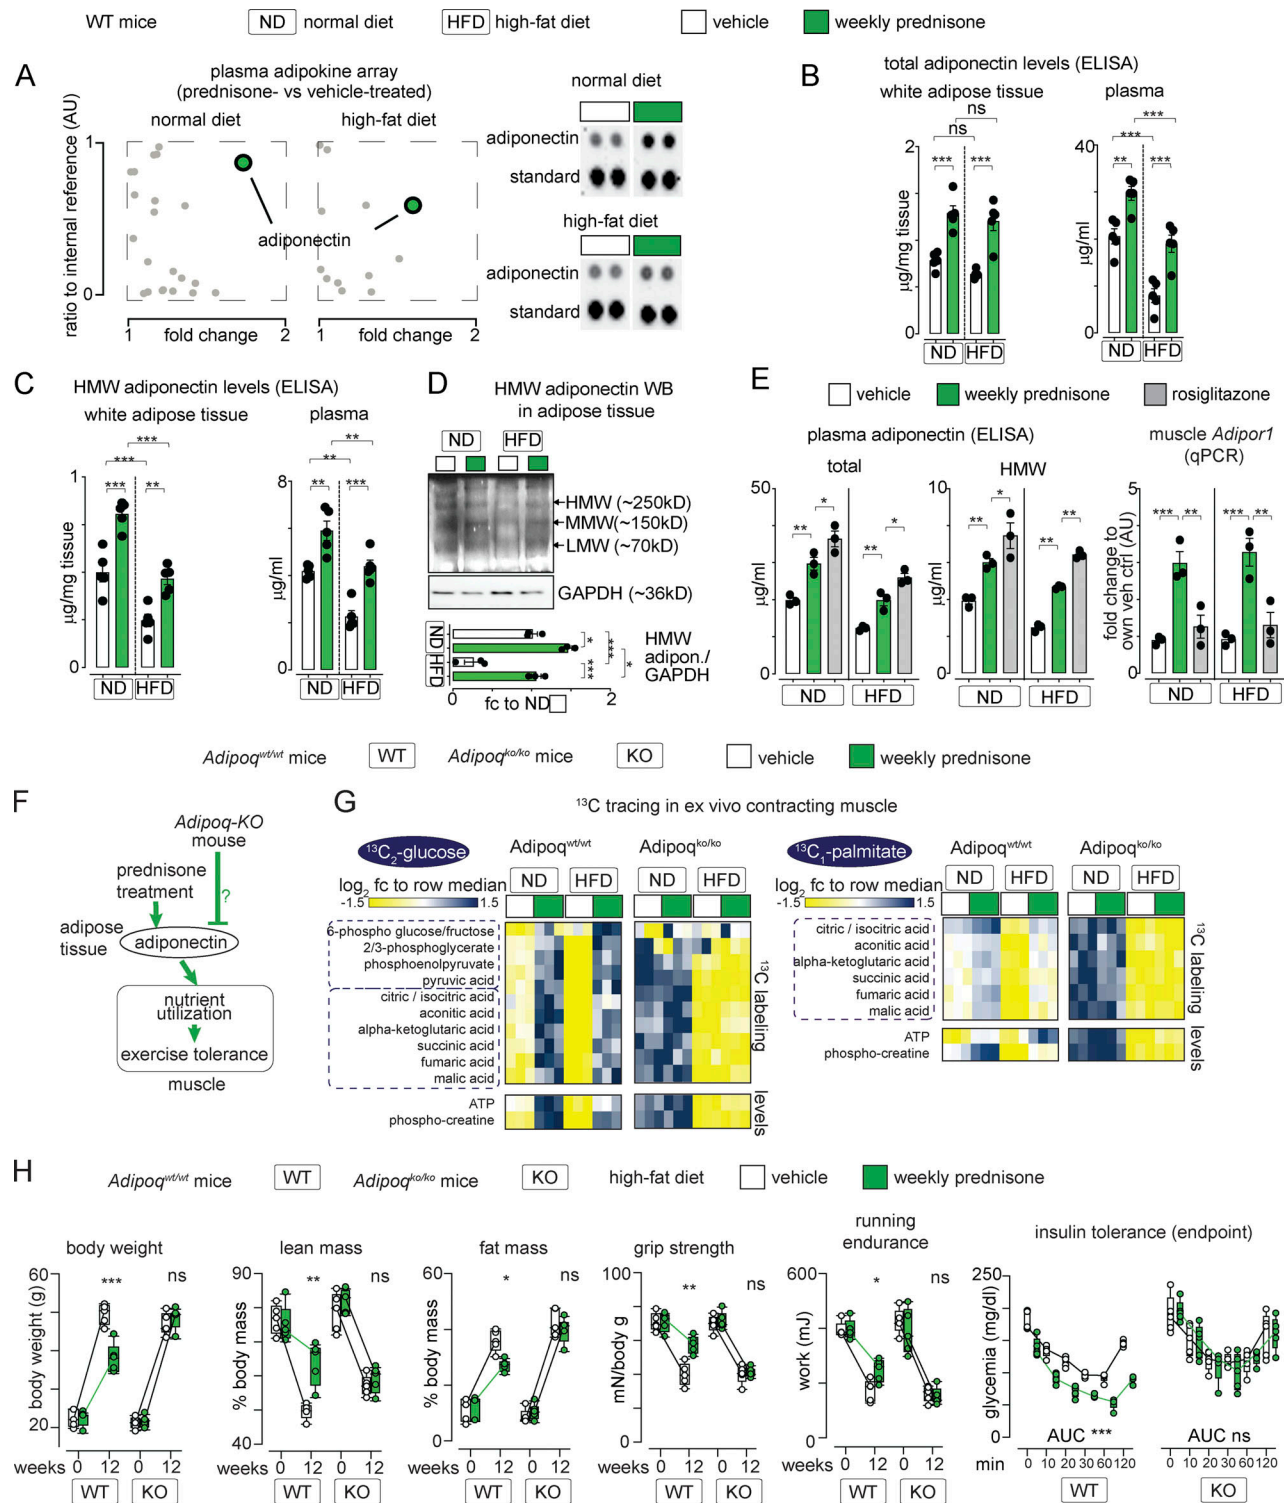 WT mice ND normal diet HFD high-fat diet vehicle weekly prednisone
A
plasma adipokine array
(prednisone- vs vehicle-treated)
normal diet high-fat diet
ratio to internal reference (AU)
1
0
adiponectin
1 fold change 2
1 fold change 2
normal diet
adiponectin
standard
high-fat diet
adiponectin
standard
B
total adiponectin levels (ELISA)
white adipose tissue plasma
ns
ns
*** ***
µg/mg tissue
2
0
ND HFD
***
***
** ***
µg/ml
40
0
ND HFD
C
HMW adiponectin levels (ELISA)
white adipose tissue plasma
***
***
*** **
µg/mg tissue
1
0
ND HFD
**
**
** ***
µg/ml
8
0
ND HFD
D
HMW adiponectin WB
in adipose tissue
ND HFD
HMW (~250kD)
MMW(~150kD)
LMW (~70kD)
GAPDH (~36kD)
ND
HFD
* *** *** *
HMW
adipon./
GAPDH
0 2
fc to ND
E
vehicle weekly prednisone rosiglitazone
plasma adiponectin (ELISA)
total HMW
muscle Adipor1
(qPCR)
µg/ml
50
0
** * ** *
ND HFD
µg/ml
10
0
** * ** **
ND HFD
fold change to
own veh ctrl (AU)
5
0
*** ** *** **
ND HFD
Adipoqwt/wt mice WT Adipoqko/ko mice KO vehicle weekly prednisone
F
Adipoq-KO
mouse
prednisone
treatment
?
adipose
tissue
adiponectin
nutrient
utilization
exercise tolerance
muscle
G
13C tracing in ex vivo contracting muscle
13C2-glucose
Adipoqwt/wt Adipoqko/ko
log2 fc to row median
-1.5 1.5
ND HFD ND HFD
6-phospho glucose/fructose
2/3-phosphoglycerate
phosphoenolpyruvate
pyruvic acid
citric / isocitric acid
aconitic acid
alpha-ketoglutaric acid
succinic acid
fumaric acid
malic acid
13C labeling
ATP
phospho-creatine
levels
13C1-palmitate
Adipoqwt/wt Adipoqko/ko
log2 fc to row median
-1.5 1.5
ND HFD ND HFD
citric / isocitric acid
aconitic acid
alpha-ketoglutaric acid
succinic acid
fumaric acid
malic acid
13C labeling
ATP
phospho-creatine
levels
H
Adipoqwt/wt mice WT Adipoqko/ko mice KO high-fat diet vehicle weekly prednisone
body weight
body weight (g)
60
20
*** ns
weeks 0 12 0 12
WT KO
lean mass
% body mass
90
40
** ns
weeks 0 12 0 12
WT KO
fat mass
% body mass
60
0
* ns
weeks 0 12 0 12
WT KO
grip strength
mN/body g
100
0
** ns
weeks 0 12 0 12
WT KO
running
endurance
work (mJ)
600
0
* ns
weeks 0 12 0 12
WT KO
insulin tolerance (endpoint)
glycemia (mg/dl)
250
0
AUC *** AUC ns
min 0 10 20 30 60 120 0 10 20 30 60 120
WT KO